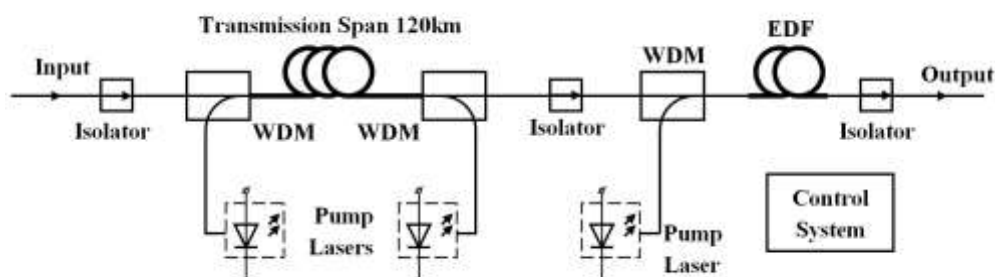 Transmission Span 120km
EDF
WDM
Input
Output
Isolator
WDM
WDM
Isolator
Isolator
Pump
Lasers
Pump
Laser
Control
System